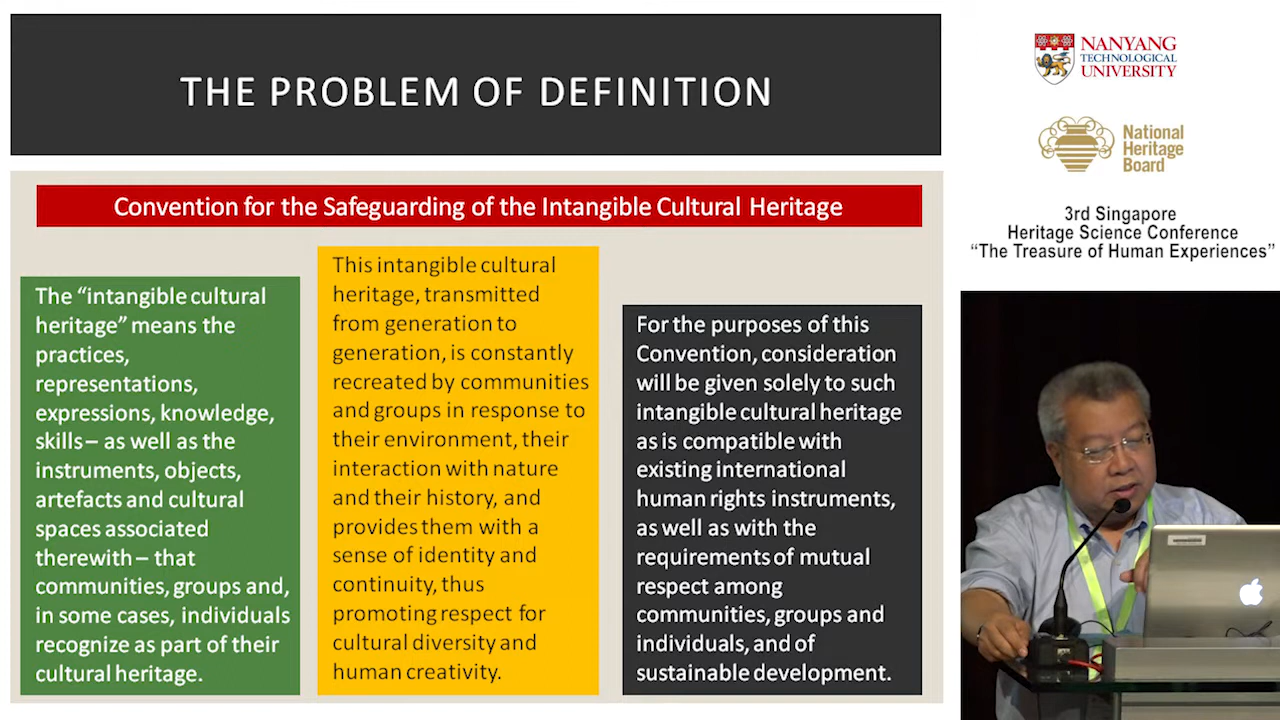 THE PROBLEM OF DEFINITION
Convention for the Safeguarding of the Intangible Cultural Heritage
The “intangible cultural
heritage” means the
practices,
representations,
expressions, knowledge,
skills – as well as the
instruments, objects,
artefacts and cultural
spaces associated
therewith – that
communities, groups and,
in some cases, individuals
recognize as part of their
cultural heritage.
This intangible cultural
heritage, transmitted
from generation to
generation, is constantly
recreated by communities
and groups in response to
their environment, their
interaction with nature
and their history, and
provides them with a
sense of identity and
continuity, thus
promoting respect for
cultural diversity and
human creativity.
For the purposes of this
Convention, consideration
will be given solely to such
intangible cultural heritage
as is compatible with
existing international
human rights instruments,
as well as with the
requirements of mutual
respect among
communities, groups and
individuals, and of
sustainable development.
NANYANG
TECHNOLOGICAL
UNIVERSITY
National
Heritage
Board
3rd Singapore
Heritage Science Conference
“The Treasure of Human Experiences”